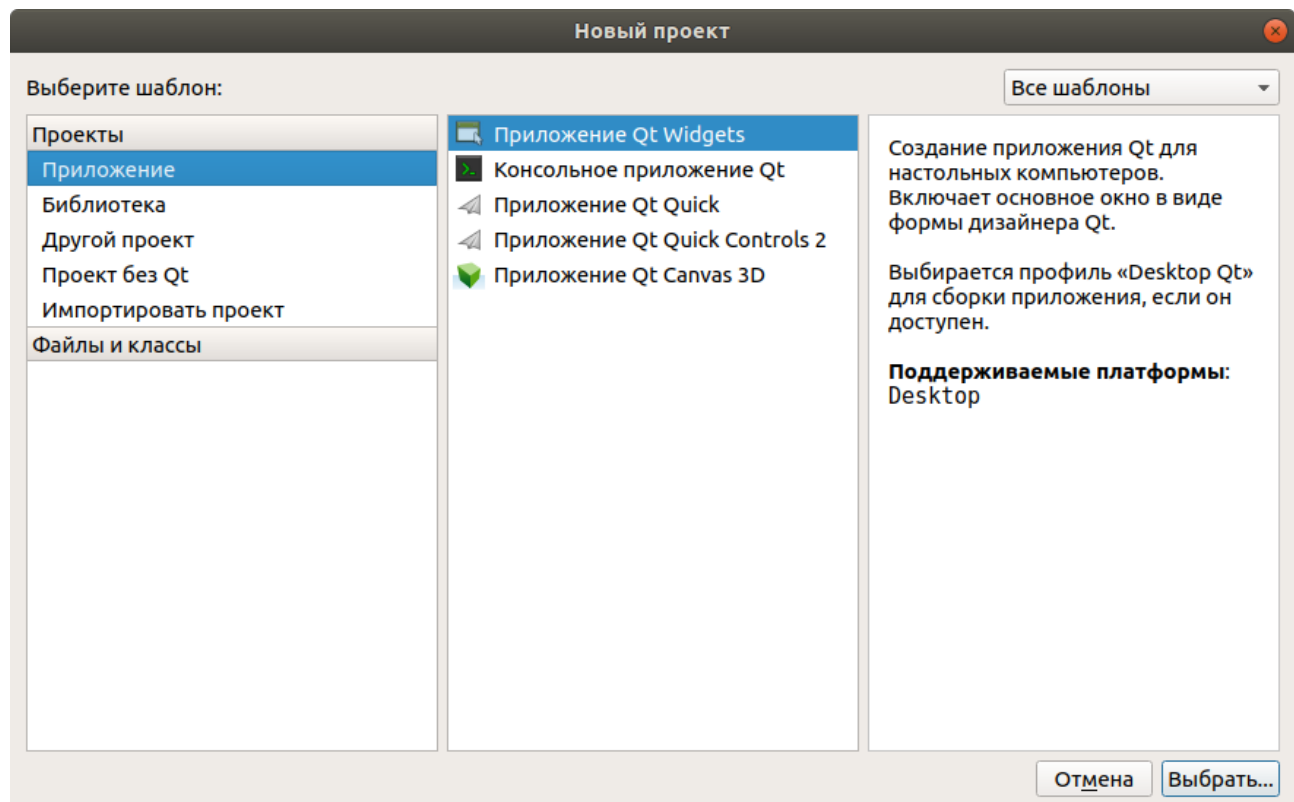 Новый проект
Выберите шаблон:
Все шаблоны
Проекты
Приложение
Библиотека
Другой проект
Проект без Qt
Импортировать проект
Файлы и классы
Приложение Qt Widgets
Консольное приложение Qt
Приложение Qt Quick
Приложение Qt Quick Controls 2
Приложение Qt Canvas 3D
Создание приложения Qt для
настольных компьютеров.
Включает основное окно в виде
формы дизайнера Qt.
Выбирается профиль «Desktop Qt»
для сборки приложения, если он
доступен.
Поддерживаемые платформы:
Desktop
Отмена
Выбрать...